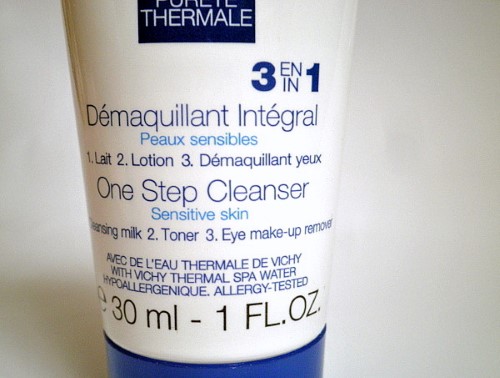 PURETÉ
THERMALE
3 EN IN 1
Démaquillant Intégral
Peaux sensibles
1. Lait 2. Lotion 3. Démaquillant yeux
One Step Cleanser
Sensitive skin
2. Toner 3. Eye make-up remover
AVEC DE L'EAU THERMALE DE VICHY
WITH VICHY THERMAL SPA WATER
HYPOALLERGENIQUE. ALLERGY-TESTED
e 30 ml - 1 FL.OZ.